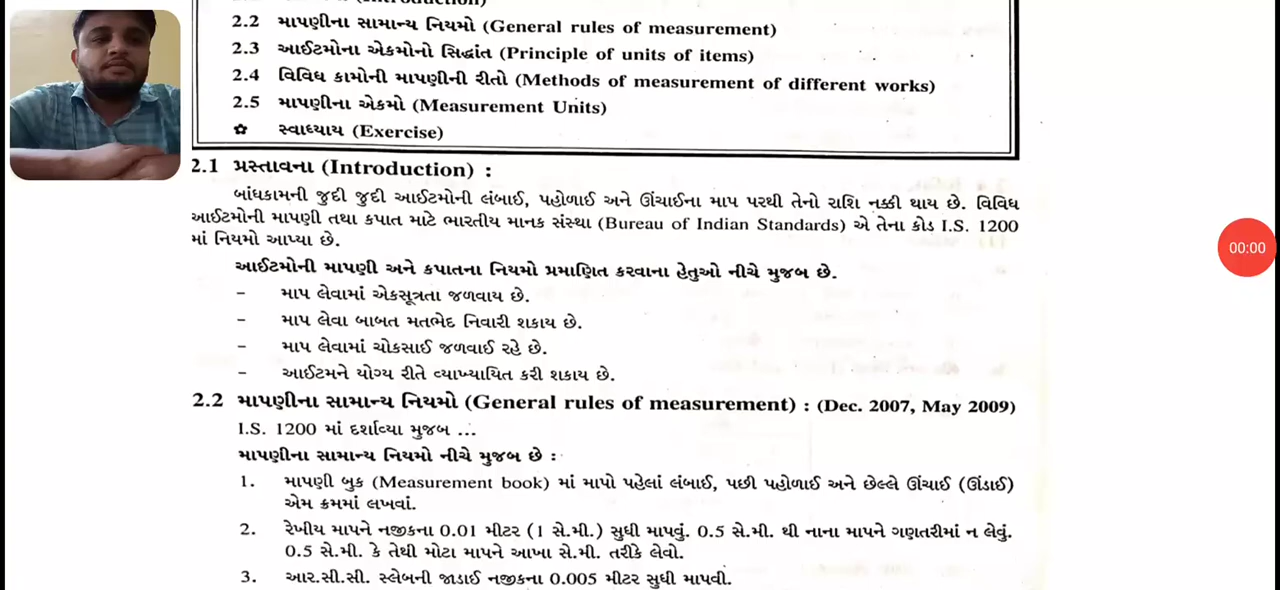 2.2 માપણીના સામાન્ય નિયમો (General rules of measurement)
2.3 આઈટમોના એકમોનો સિદ્ધાંત (Principle of units of items)
2.4 વિવિધ કામોની માપણીની રીતો (Methods of measurement of different works)
2.5 માપણીના એકમો (Measurement Units)
✿ સ્વાધ્યાય (Exercise)
2.1 પ્રસ્તાવના (Introduction) :
બાંધકામની જુદી જુદી આઈટમોની લંબાઈ, પહોળાઈ અને ઊંચાઈના માપ પરથી તેનો રાશિ નક્કી થાય છે. વિવિધ
આઈટમોની માપણી તથા કપાત માટે ભારતીય માનક સંસ્થા (Bureau of Indian Standards) એ તેના કોડ I.S. 1200
માં નિયમો આપ્યા છે.
આઈટમોની માપણી અને કપાતના નિયમો પ્રમાણિત કરવાના હેતુઓ નીચે મુજબ છે.
– માપ લેવામાં એકસૂત્રતા જળવાય છે.
– માપ લેવા બાબત મતભેદ નિવારી શકાય છે.
– માપ લેવામાં ચોકસાઈ જળવાઈ રહે છે.
– આઈટમને યોગ્ય રીતે વ્યાખ્યાયિત કરી શકાય છે.
2.2 માપણીના સામાન્ય નિયમો (General rules of measurement) : (Dec. 2007, May 2009)
I.S. 1200 માં દર્શાવ્યા મુજબ ...
માપણીના સામાન્ય નિયમો નીચે મુજબ છે :
1. માપણી બુક (Measurement book) માં માપો પહેલાં લંબાઈ, પછી પહોળાઈ અને છેલ્લે ઊંચાઈ (ઊંડાઈ)
એમ ક્રમમાં લખવાં.
2. રેખીય માપને નજીકના 0.01 મીટર (1 સે.મી.) સુધી માપવું. 0.5 સે.મી. થી નાના માપને ગણતરીમાં ન લેવું.
0.5 સે.મી. કે તેથી મોટા માપને આખા સે.મી. તરીકે લેવો.
3. આર.સી.સી. સ્લેબની જાડાઈ નજીકના 0.005 મીટર સુધી માપવી.
00:00